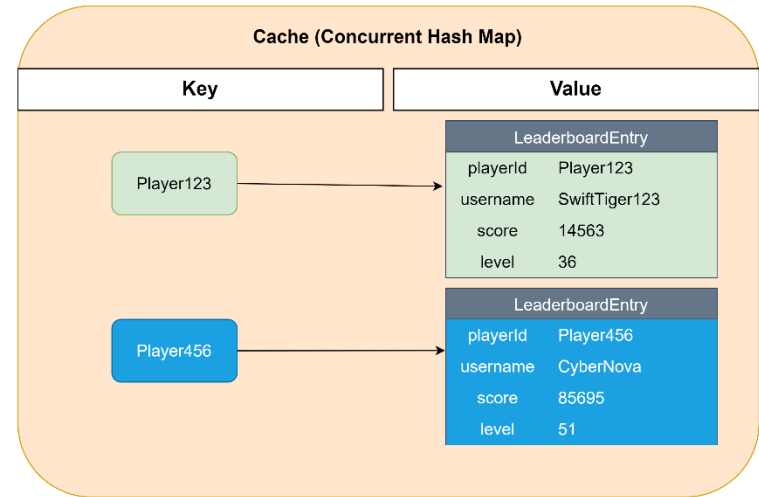 Cache (Concurrent Hash Map)
Key Value
Player123
LeaderboardEntry
playerId Player123
username SwiftTiger123
score 14563
level 36
Player456
LeaderboardEntry
playerId Player456
username CyberNova
score 85695
level 51